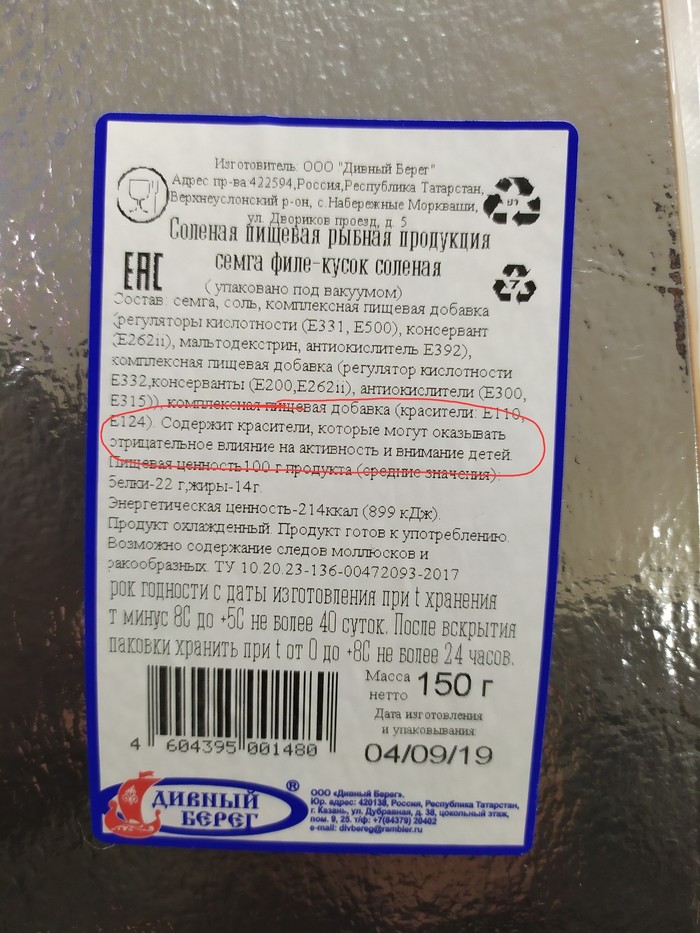 Изготовитель: ООО "Дивный Берег"
Адрес пр-ва:422594,Россия,Республика Татарстан,
Верхнеуслонский р-он, с.Набережные Моркваши,
ул. Двориков проезд, д. 5
Соленая пищевая рыбная продукция
семга филе-кусок соленая
EAC
( упаковано под вакуумом)
7
Состав: семга, соль, комплексная пищевая добавка
(регуляторы кислотности (Е331, Е500), консервант
(Е262ii), мальтодекстрин, антиокислитель Е392),
комплексная пищевая добавка (регулятор кислотности
Е332,консерванты (Е200,Е262ii), антиокислители (Е300,
Е315)), комплексная пищевая добавка (красители: Е110,
Е124). Содержит красители, которые могут оказывать
отрицательное влияние на активность и внимание детей.
Пищевая ценность100 г продукта (средние значения):
белки-22 г,жиры-14г.
Энергетическая ценность-214ккал (899 кДж).
Продукт охлажденный. Продукт готов к употреблению.
Возможно содержание следов моллюсков и
ракообразных. ТУ 10.20.23-136-00472093-2017
рок годности с даты изготовления при t хранения
т минус 8С до +5С не более 40 суток. После вскрытия
паковки хранить при t от 0 до +8С не более 24 часов.
Масса
нетто 150 г
Дата изготовления
и упаковывания:
04/09/19
4 604395 001480
ДИВНЫЙ
БЕРЕГ ®
ООО «Дивный Берег».
Юр. адрес: 420138, Россия, Республика Татарстан,
г. Казань, ул. Дубравная, д. 38, цокольный этаж,
пом. 9, 25. т/ф: +7(84379) 20402
e-mail: divbereg@rambler.ru